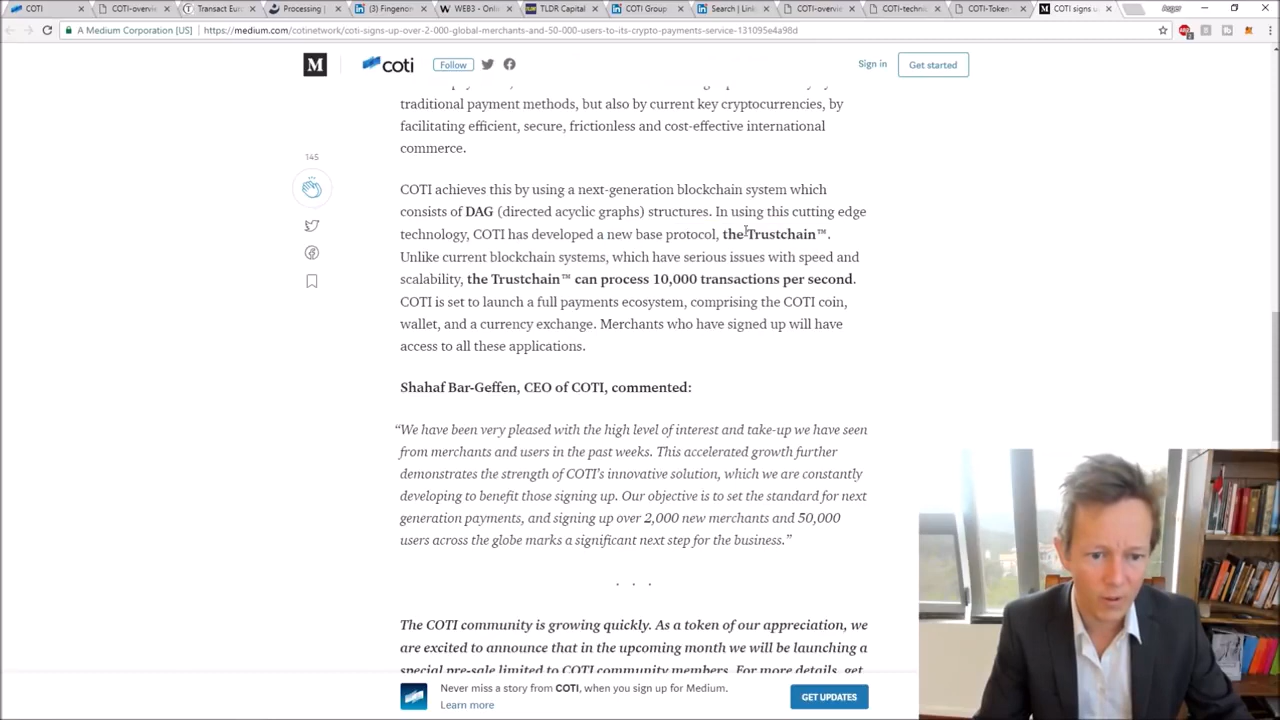 COTI
COTI-overvie
Transact Euro
Processing |
(3) Fingenom
WEB3 - Onli
TLDR Capital
COTI Group
Search | Lin
COTI-overvie
COTI-techni
COTI-Token-
COTI signs u
A Medium Corporation [US]
https://medium.com/cotinetwork/coti-signs-up-over-2-000-global-merchants-and-50-000-users-to-its-crypto-payments-service-131095e4a98d
M
coti
Follow
Sign in
Get started
traditional payment methods, but also by current key cryptocurrencies, by
facilitating efficient, secure, frictionless and cost-effective international
commerce.
145
COTI achieves this by using a next-generation blockchain system which
consists of DAG (directed acyclic graphs) structures. In using this cutting edge
technology, COTI has developed a new base protocol, the Trustchain™.
Unlike current blockchain systems, which have serious issues with speed and
scalability, the Trustchain™ can process 10,000 transactions per second.
COTI is set to launch a full payments ecosystem, comprising the COTI coin,
wallet, and a currency exchange. Merchants who have signed up will have
access to all these applications.
Shahaf Bar-Geffen, CEO of COTI, commented:
“We have been very pleased with the high level of interest and take-up we have seen
from merchants and users in the past weeks. This accelerated growth further
demonstrates the strength of COTI’s innovative solution, which we are constantly
developing to benefit those signing up. Our objective is to set the standard for next
generation payments, and signing up over 2,000 new merchants and 50,000
users across the globe marks a significant next step for the business.”
. . .
The COTI community is growing quickly. As a token of our appreciation, we
are excited to announce that in the upcoming month we will be launching a
special pre-sale limited to COTI community members. For more details, get
Never miss a story from COTI, when you sign up for Medium.
Learn more
GET UPDATES